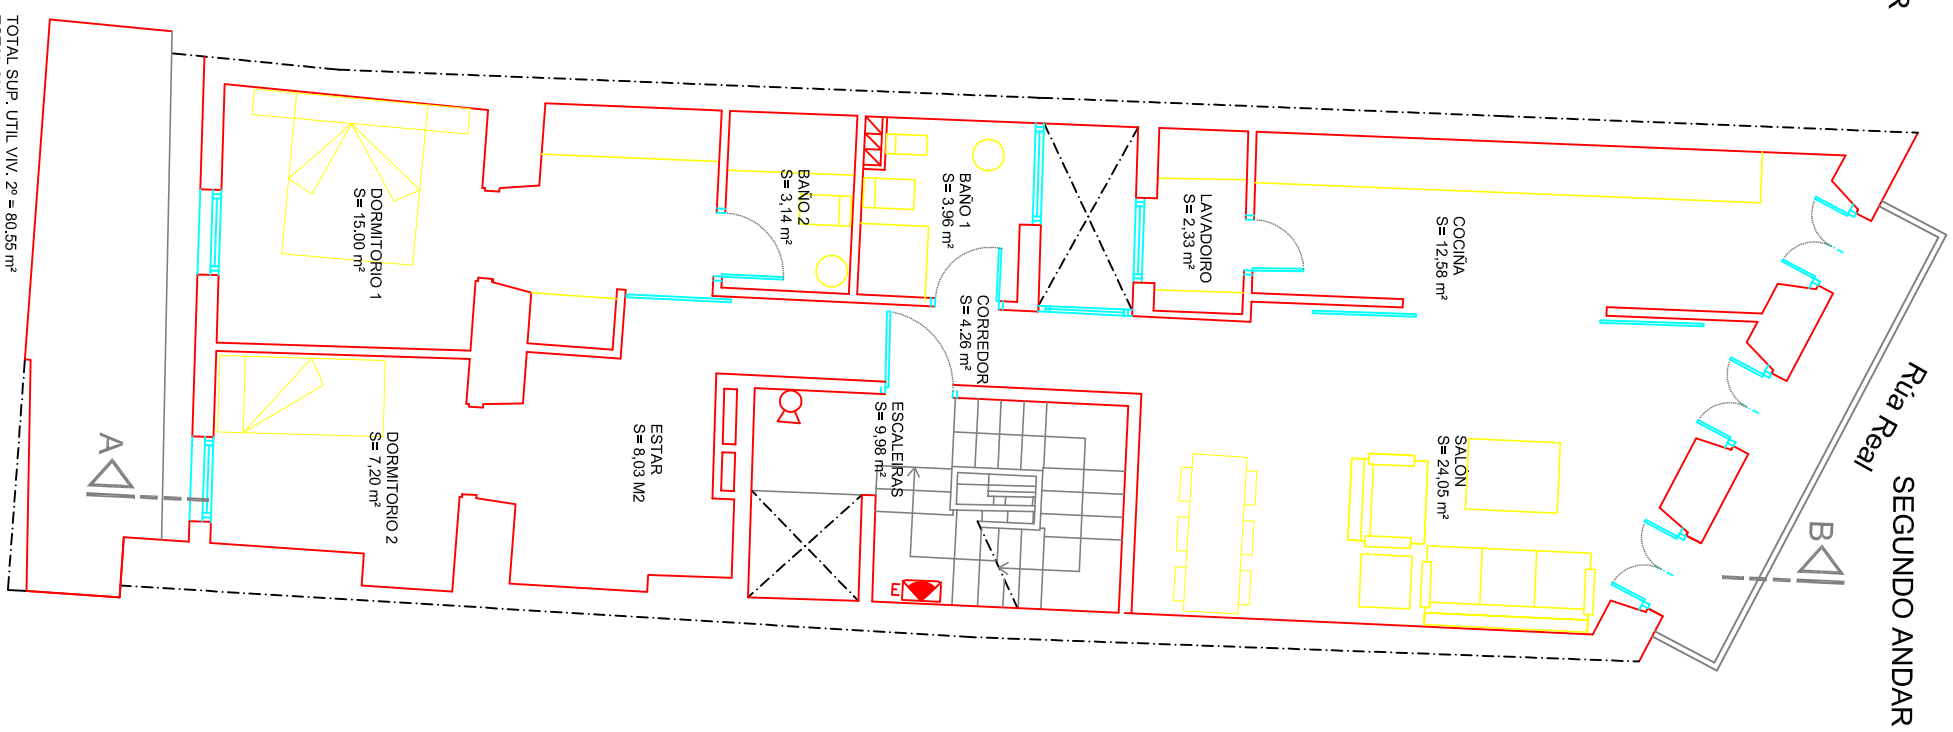 SEGUNDO ANDAR
Rúa Real
B
COCIÑA
S= 12,58 m²
SALÓN
S= 24,05 m²
LAVADOIRO
S= 2,33 m²
BAÑO 1
S= 3.96 m²
CORREDOR
S= 4.26 m²
ESCALEIRAS
S= 9,98 m²
E
BAÑO 2
S= 3,14 m²
ESTAR
S= 8,03 M2
DORMITORIO 1
S= 15.00 m²
DORMITORIO 2
S= 7,20 m²
A
TOTAL SUP. UTIL VIV. 2º = 80.55 m²